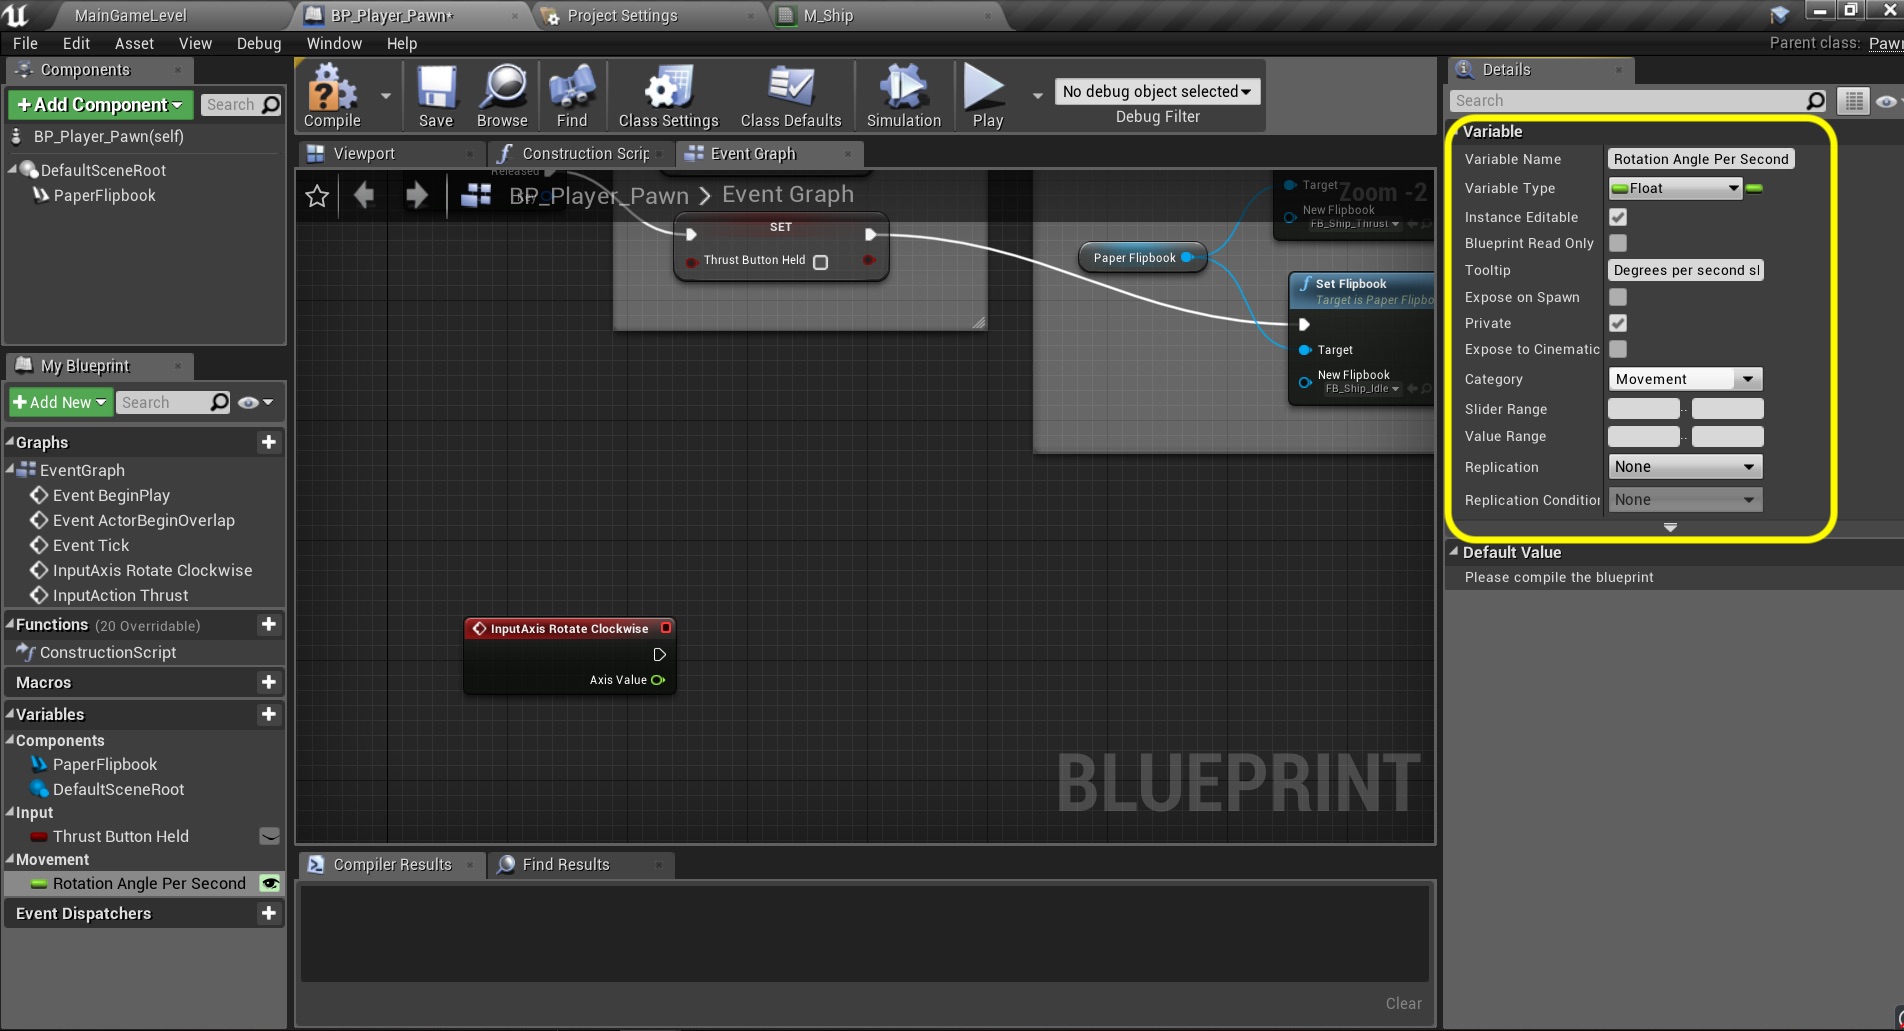 MainGameLevel
BP_Player_Pawn*
Project Settings
M_Ship
File Edit Asset View Debug Window Help
Parent class: Pawn
Components
+Add Component
Search
BP_Player_Pawn(self)
DefaultSceneRoot
PaperFlipbook
My Blueprint
+Add New
Search
Graphs
EventGraph
Event BeginPlay
Event ActorBeginOverlap
Event Tick
InputAxis Rotate Clockwise
InputAction Thrust
Functions (20 Overridable)
ConstructionScript
Macros
Variables
Components
PaperFlipbook
DefaultSceneRoot
Input
Thrust Button Held
Movement
Rotation Angle Per Second
Event Dispatchers
Compile
Save
Browse
Find
Class Settings
Class Defaults
Simulation
Play
No debug object selected
Debug Filter
Viewport
Construction Scrip
Event Graph
Released
BP_Player_Pawn > Event Graph
Zoom -2
SET
Thrust Button Held
Paper Flipbook
Target
New Flipbook
FB_Ship_Thrust
Set Flipbook
Target is Paper Flipbo
Target
New Flipbook
FB_Ship_Idle
InputAxis Rotate Clockwise
Axis Value
BLUEPRINT
Compiler Results
Find Results
Clear
Details
Search
Variable
Variable Name Rotation Angle Per Second
Variable Type Float
Instance Editable
Blueprint Read Only
Tooltip Degrees per second sl
Expose on Spawn
Private
Expose to Cinematic
Category Movement
Slider Range ..
Value Range ..
Replication None
Replication Condition None
Default Value
Please compile the blueprint